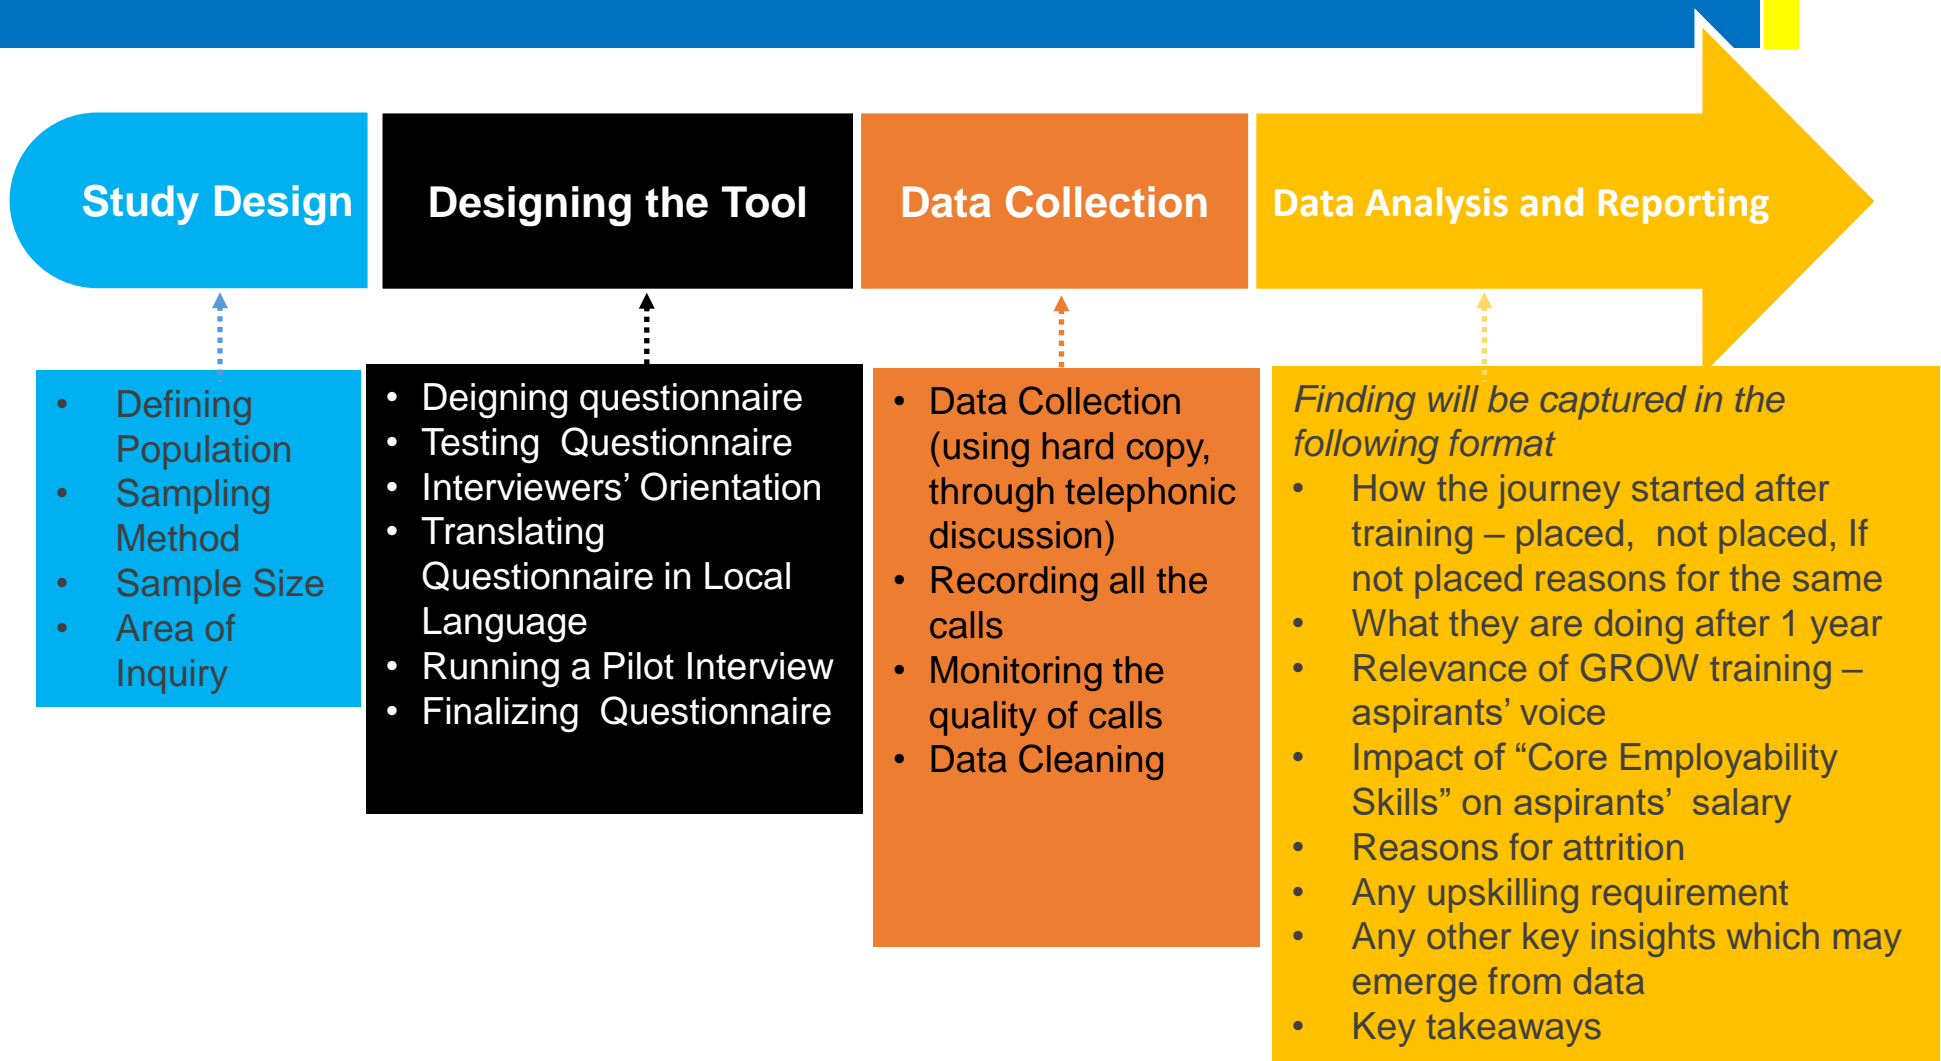 Study Design
Designing the Tool
Data Collection
Data Analysis and Reporting
• Defining
Population
• Sampling
Method
• Sample Size
• Area of
Inquiry
• Deigning questionnaire
• Testing  Questionnaire
• Interviewers’ Orientation
• Translating
Questionnaire in Local
Language
• Running a Pilot Interview
• Finalizing  Questionnaire
• Data Collection
(using hard copy,
through telephonic
discussion)
• Recording all the
calls
• Monitoring the
quality of calls
• Data Cleaning
Finding will be captured in the
following format
• How the journey started after
training – placed,  not placed, If
not placed reasons for the same
• What they are doing after 1 year
• Relevance of GROW training –
aspirants’ voice
• Impact of “Core Employability
Skills” on aspirants’  salary
• Reasons for attrition
• Any upskilling requirement
• Any other key insights which may
emerge from data
• Key takeaways